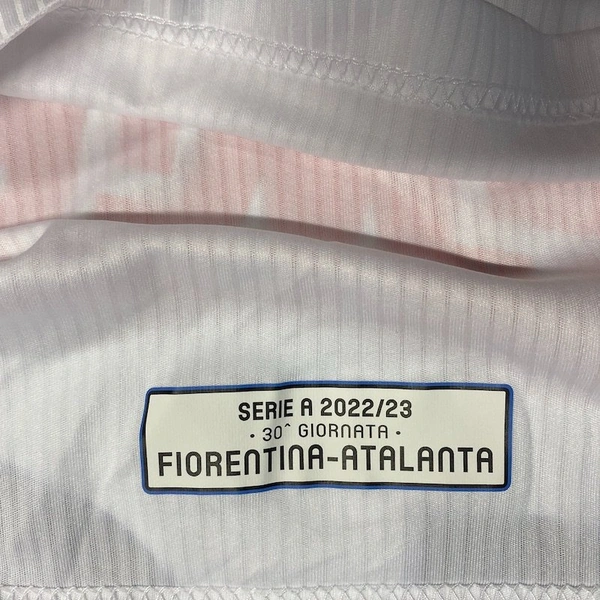 SERIE A 2022/23
· 30^ GIORNATA ·
FIORENTINA-ATALANTA